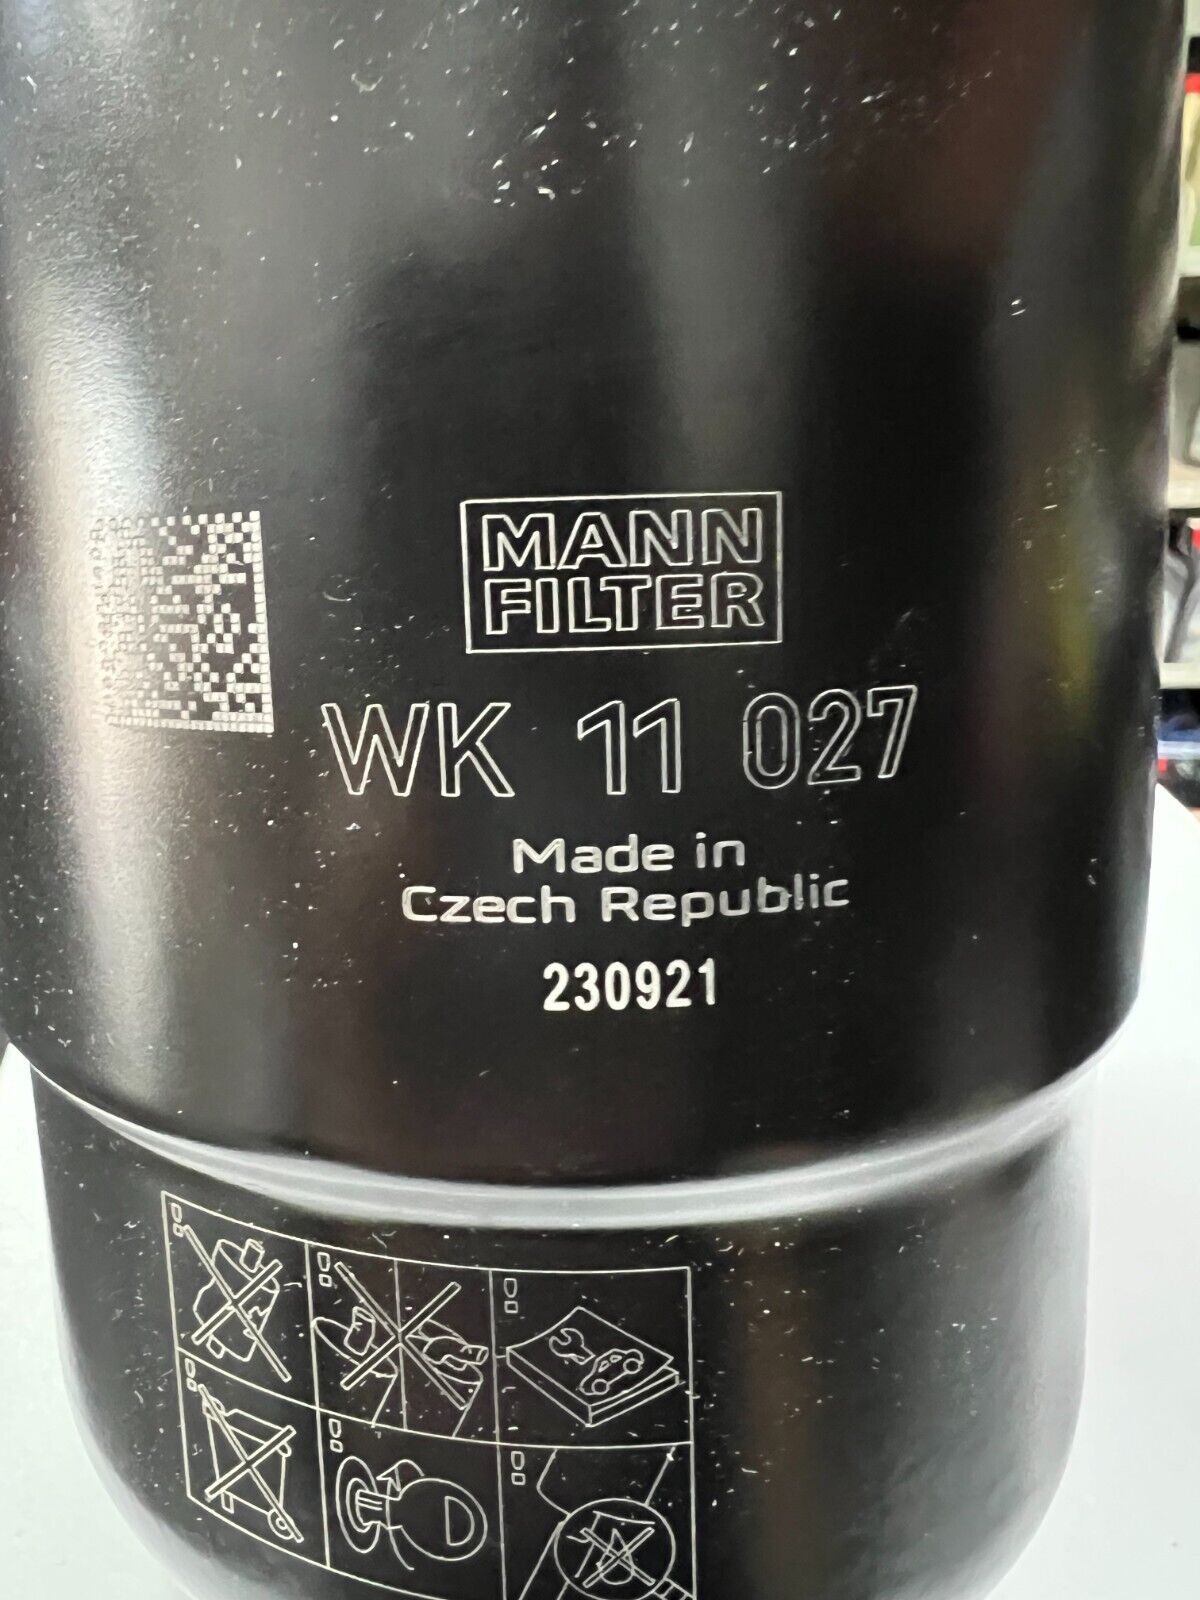 MANN
FILTER
WK 11 027
Made in
Czech Republic
230921